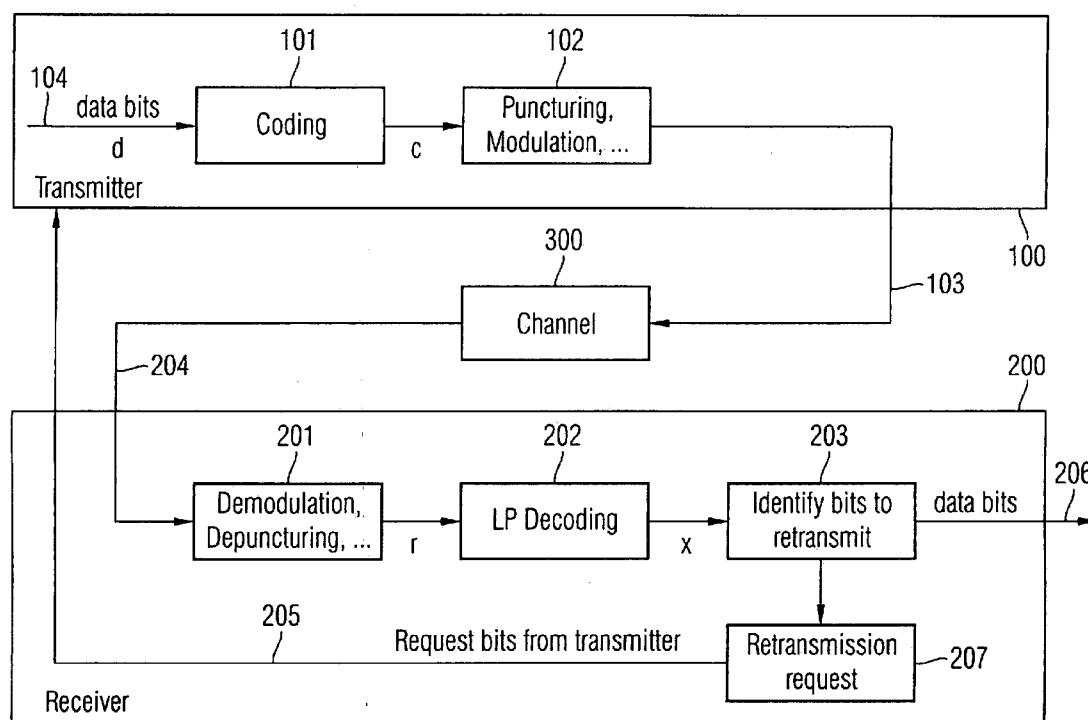 101
102
104
data bits
d
Coding
c
Puncturing,
Modulation, ...
Transmitter
100
300
103
Channel
204
200
201
202
203
206
Demodulation,
Depuncturing, ...
r
LP Decoding
x
Identify bits to
retransmit
data bits
205
Request bits from transmitter
Retransmission
request
207
Receiver